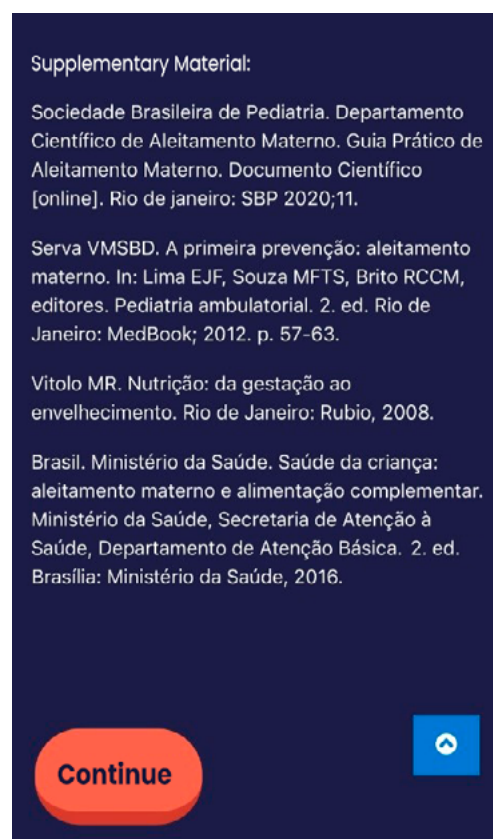 Supplementary Material:
Sociedade Brasileira de Pediatria. Departamento
Científico de Aleitamento Materno. Guia Prático de
Aleitamento Materno. Documento Científico
[online]. Rio de janeiro: SBP 2020;11.
Serva VMSBD. A primeira prevenção: aleitamento
materno. In: Lima EJF, Souza MFTS, Brito RCCM,
editores. Pediatria ambulatorial. 2. ed. Rio de
Janeiro: MedBook; 2012. p. 57-63.
Vitolo MR. Nutrição: da gestação ao
envelhecimento. Rio de Janeiro: Rubio, 2008.
Brasil. Ministério da Saúde. Saúde da criança:
aleitamento materno e alimentação complementar.
Ministério da Saúde, Secretaria de Atenção à
Saúde, Departamento de Atenção Básica. 2. ed.
Brasília: Ministério da Saúde, 2016.
Continue